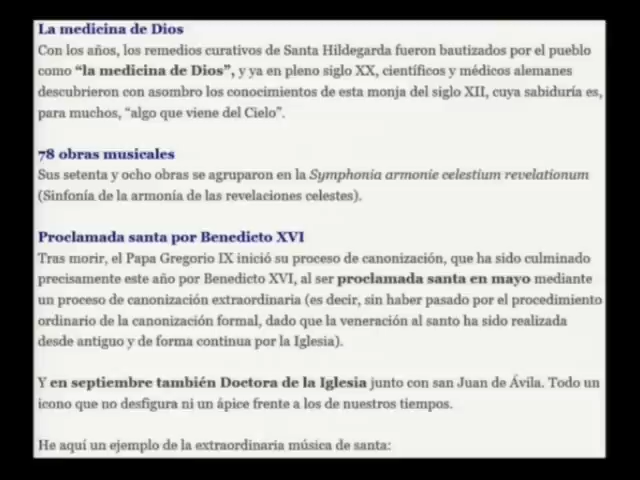 La medicina de Dios
Con los años, los remedios curativos de Santa Hildegarda fueron bautizados por el pueblo
como “la medicina de Dios”, y ya en pleno siglo XX, científicos y médicos alemanes
descubrieron con asombro los conocimientos de esta monja del siglo XII, cuya sabiduría es,
para muchos, “algo que viene del Cielo”.
78 obras musicales
Sus setenta y ocho obras se agruparon en la Symphonia armonie celestium revelationum
(Sinfonía de la armonía de las revelaciones celestes).
Proclamada santa por Benedicto XVI
Tras morir, el Papa Gregorio IX inició su proceso de canonización, que ha sido culminado
precisamente este año por Benedicto XVI, al ser proclamada santa en mayo mediante
un proceso de canonización extraordinaria (es decir, sin haber pasado por el procedimiento
ordinario de la canonización formal, dado que la veneración al santo ha sido realizada
desde antiguo y de forma continua por la Iglesia).
Y en septiembre también Doctora de la Iglesia junto con san Juan de Ávila. Todo un
icono que no desfigura ni un ápice frente a los de nuestros tiempos.
He aquí un ejemplo de la extraordinaria música de santa: